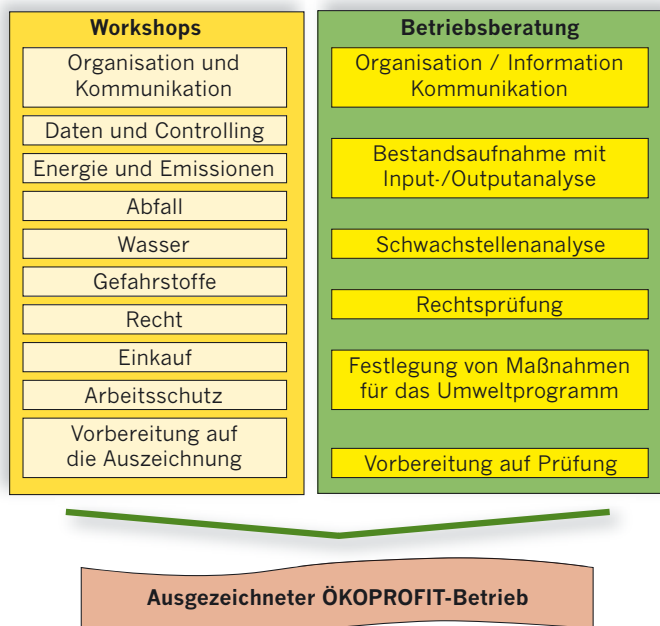 Workshops
Organisation und
Kommunikation
Daten und Controlling
Energie und Emissionen
Abfall
Wasser
Gefahrstoffe
Recht
Einkauf
Arbeitsschutz
Vorbereitung auf
die Auszeichnung
Betriebsberatung
Organisation / Information
Kommunikation
Bestandsaufnahme mit
Input-/Outputanalyse
Schwachstellenanalyse
Rechtsprüfung
Festlegung von Maßnahmen
für das Umweltprogramm
Vorbereitung auf Prüfung
Ausgezeichneter ÖKOPROFIT-Betrieb